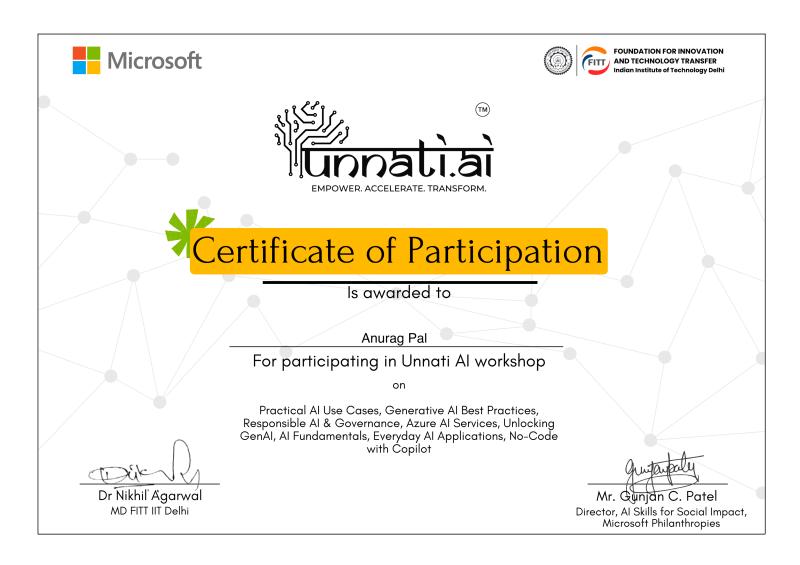 Microsoft
FITT
FOUNDATION FOR INNOVATION
AND TECHNOLOGY TRANSFER
Indian Institute of Technology Delhi
TM
unnati.ai
EMPOWER. ACCELERATE. TRANSFORM.
Certificate of Participation
Is awarded to
Anurag Pal
For participating in Unnati AI workshop
on
Practical AI Use Cases, Generative AI Best Practices,
Responsible AI & Governance, Azure AI Services, Unlocking
GenAI, AI Fundamentals, Everyday AI Applications, No-Code
with Copilot
Dr Nikhil Agarwal
MD FITT IIT Delhi
Mr. Gunjan C. Patel
Director, AI Skills for Social Impact,
Microsoft Philanthropies